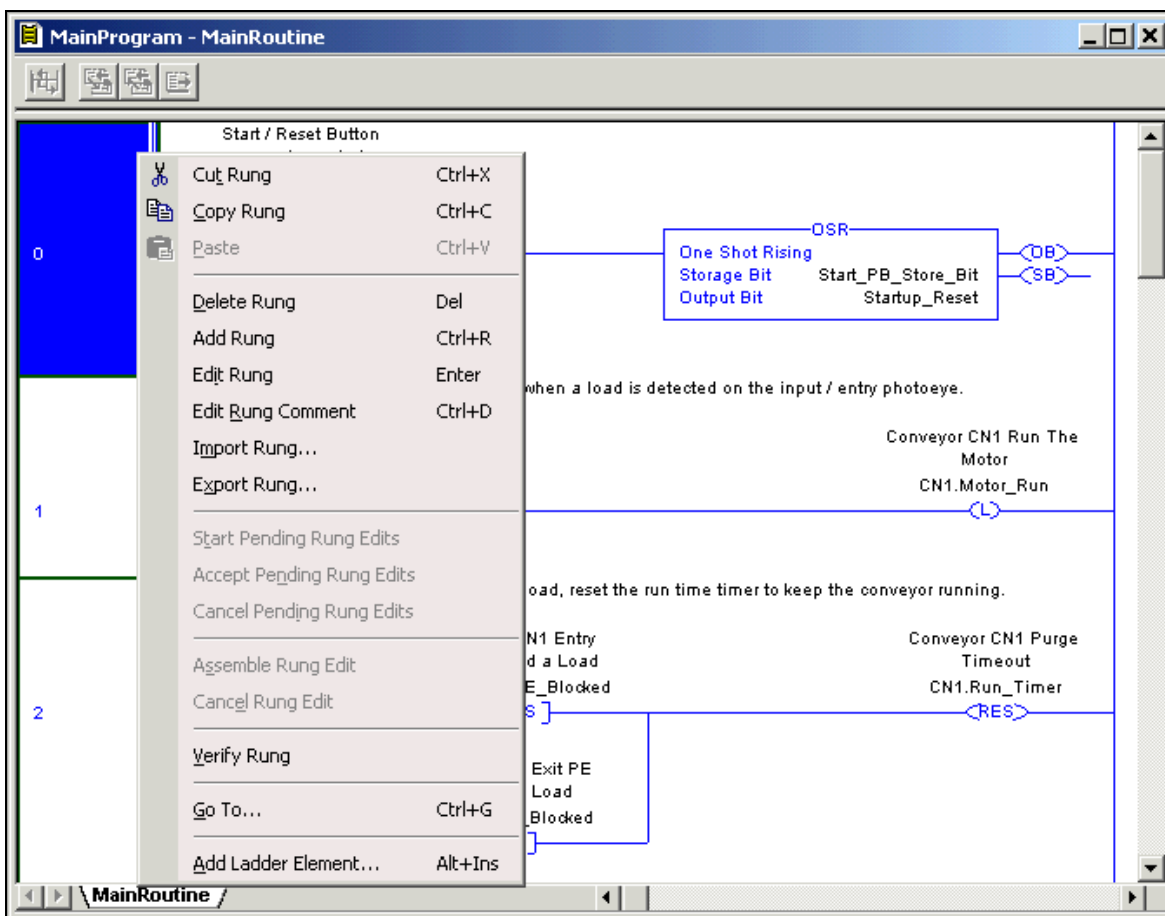 MainProgram - MainRoutine
Start / Reset Button
Cut Rung Ctrl+X
Copy Rung Ctrl+C
Paste Ctrl+V
Delete Rung Del
Add Rung Ctrl+R
Edit Rung Enter
Edit Rung Comment Ctrl+D
Import Rung...
Export Rung...
Start Pending Rung Edits
Accept Pending Rung Edits
Cancel Pending Rung Edits
Assemble Rung Edit
Cancel Rung Edit
Verify Rung
Go To... Ctrl+G
Add Ladder Element... Alt+Ins
0
OSR
One Shot Rising
Storage Bit Start_PB_Store_Bit
Output Bit Startup_Reset
OB
SB
when a load is detected on the input / entry photoeye.
Conveyor CN1 Run The
Motor
CN1.Motor_Run
1
L
oad, reset the run time timer to keep the conveyor running.
N1 Entry
d a Load
E_Blocked
S
Conveyor CN1 Purge
Timeout
CN1.Run_Timer
2
RES
Exit PE
Load
_Blocked
MainRoutine